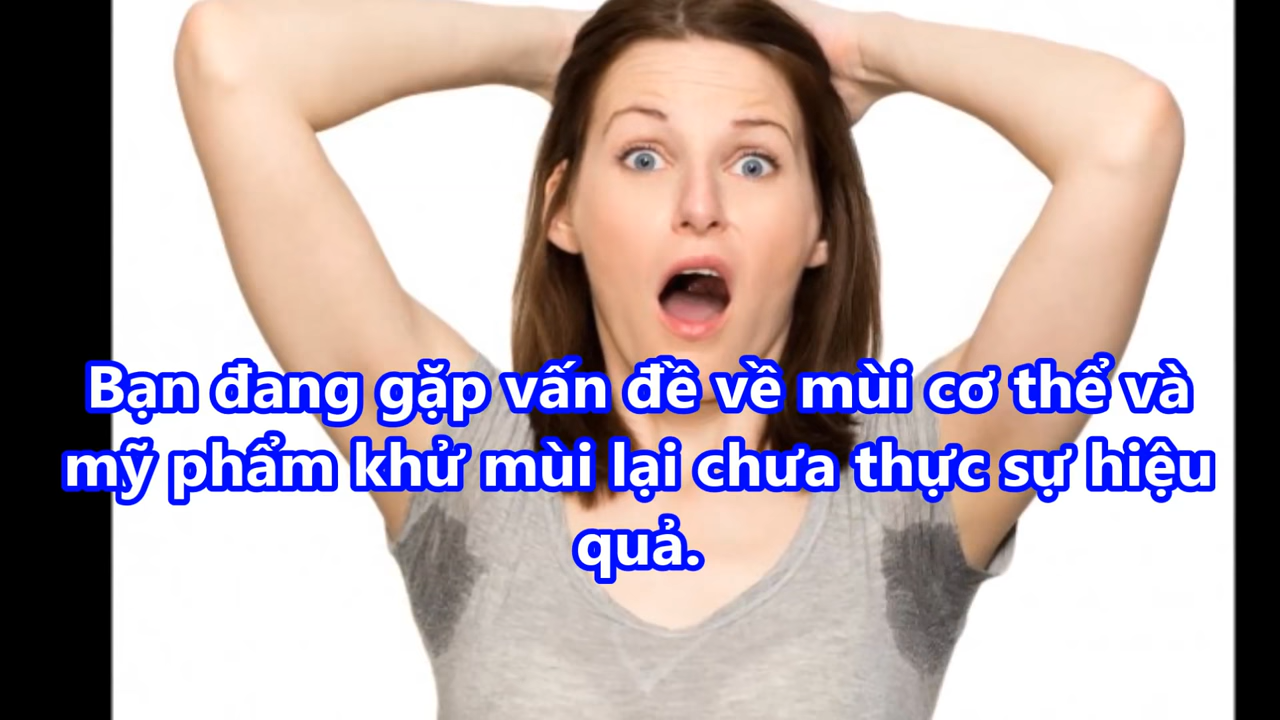 Bạn đang gặp vấn đề về mùi cơ thể và
mỹ phẩm khử mùi lại chưa thực sự hiệu
quả.